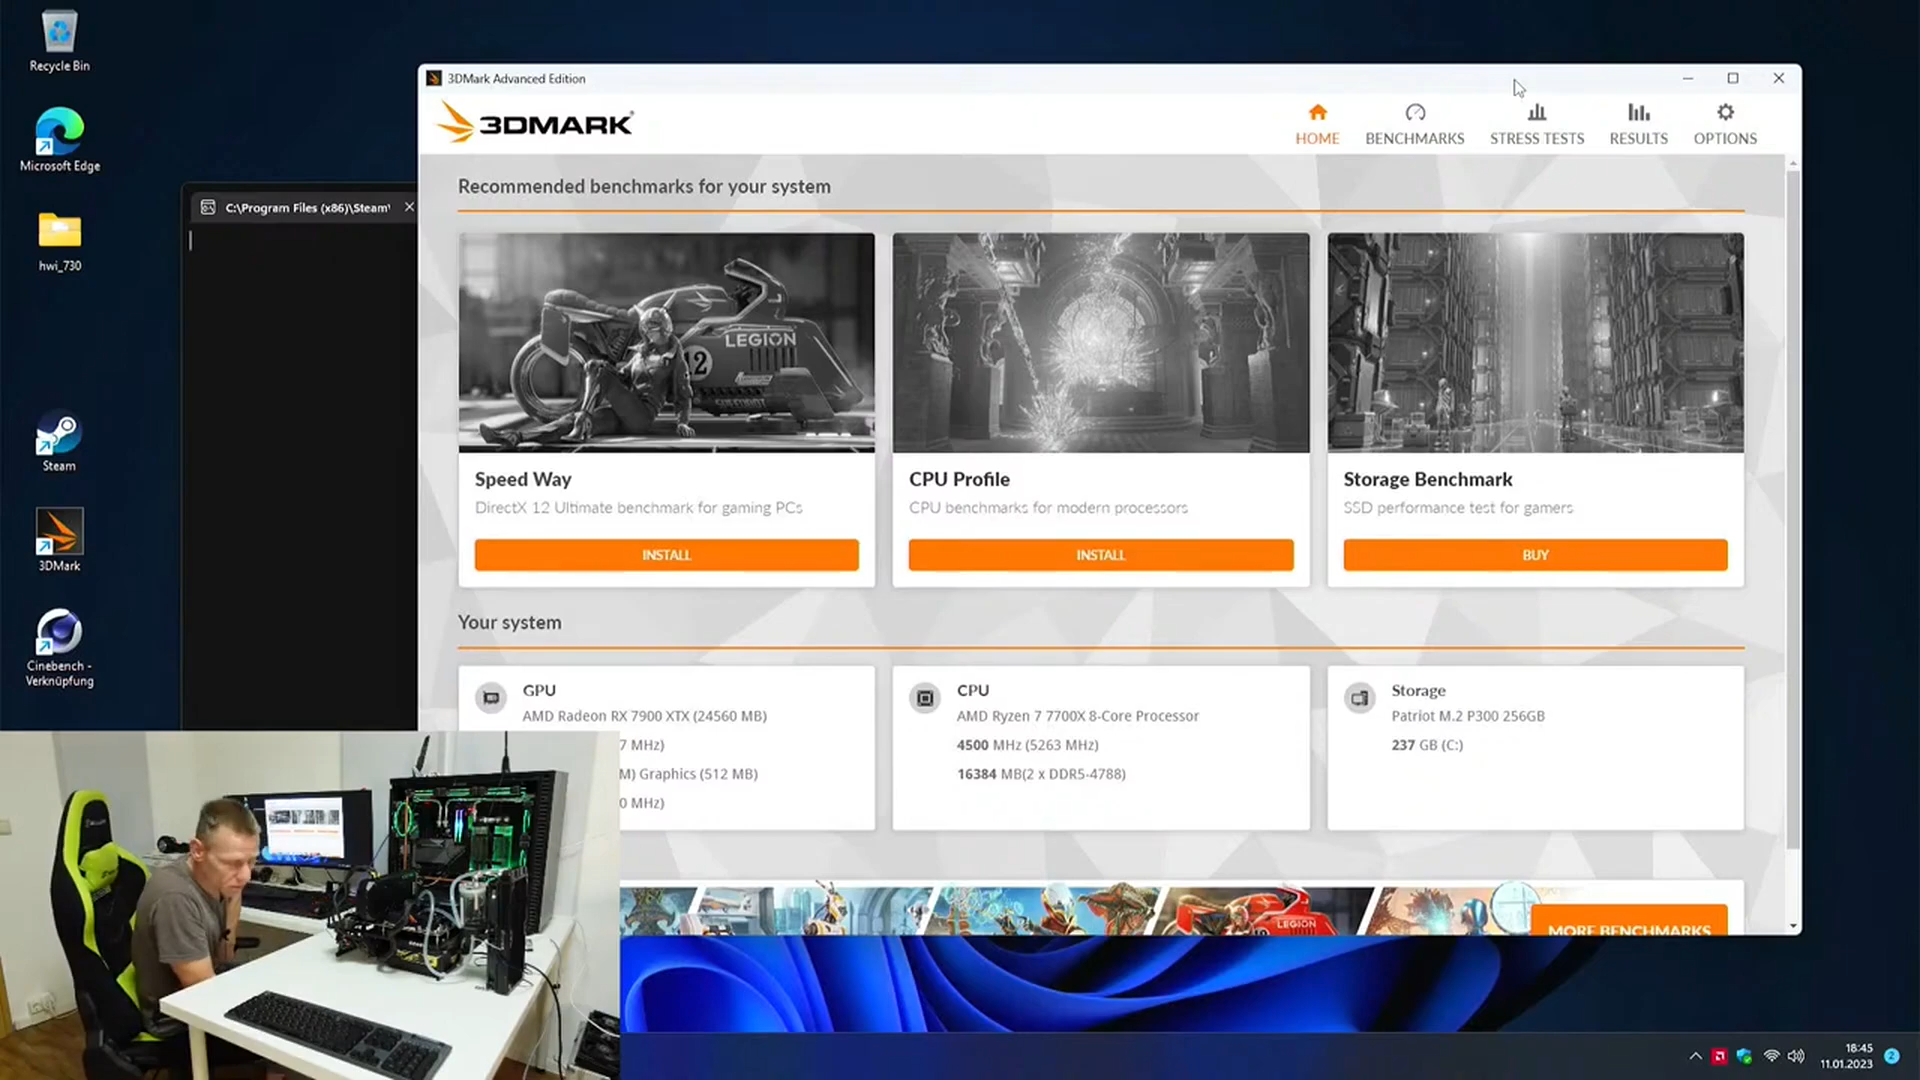 Recycle Bin
Microsoft Edge
hwi_730
Steam
3DMark
Cinebench -
Verknüpfung
C:\Program Files (x86)\Steam\
3DMark Advanced Edition
3DMARK
HOME
BENCHMARKS
STRESS TESTS
RESULTS
OPTIONS
Recommended benchmarks for your system
LEGION
12
Speed Way
DirectX 12 Ultimate benchmark for gaming PCs
INSTALL
CPU Profile
CPU benchmarks for modern processors
INSTALL
Storage Benchmark
SSD performance test for gamers
BUY
Your system
GPU
AMD Radeon RX 7900 XTX (24560 MB)
7 MHz)
M) Graphics (512 MB)
0 MHz)
CPU
AMD Ryzen 7 7700X 8-Core Processor
4500 MHz (5263 MHz)
16384 MB(2 x DDR5-4788)
Storage
Patriot M.2 P300 256GB
237 GB (C:)
LEGION
MORE BENCHMARKS
18:45
11.01.2023
2